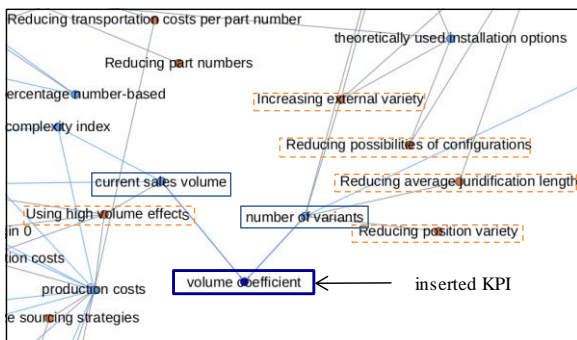 Reducing transportation costs per part number
theoretically used installation options
Reducing part numbers
ercentage number-based
Increasing external variety
complexity index
Reducing possibilities of configurations
current sales volume
Reducing average juridification length
Using high volume effects
number of variants
in 0
Reducing position variety
tion costs
production costs
volume coefficient
inserted KPI
e sourcing strategies